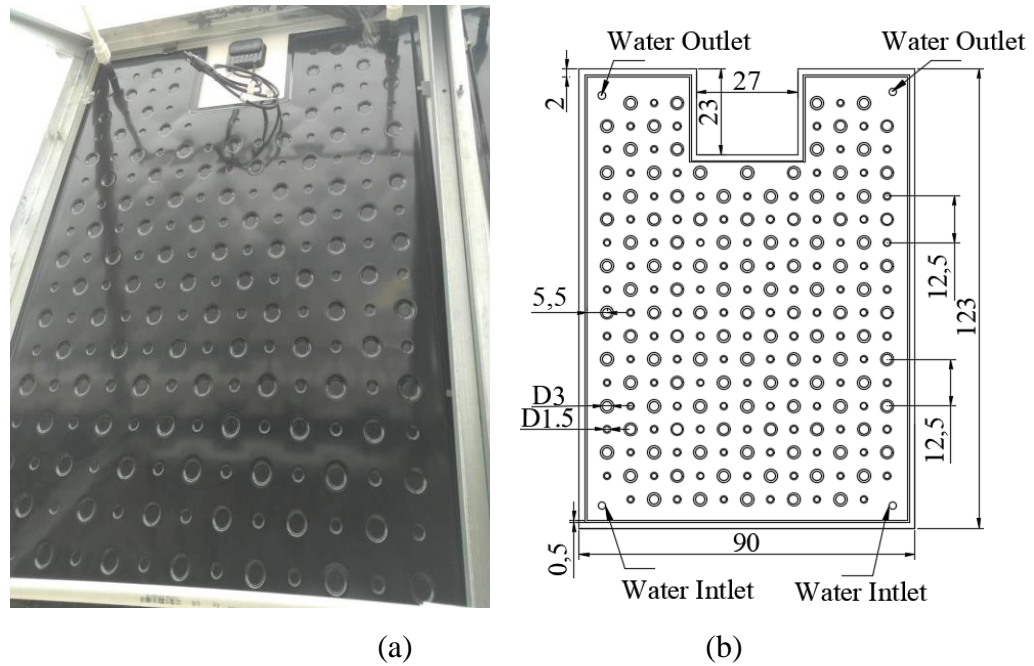 Water Outlet
Water Outlet
2
27
23
12,5
123
5,5
D3
D1.5
12,5
0,5
90
Water Intlet
Water Intlet
(a)
(b)